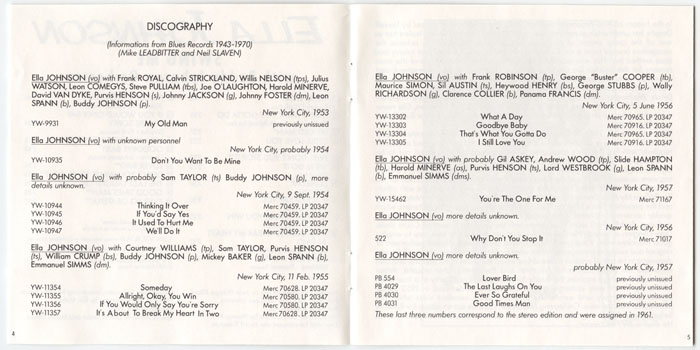 DISCOGRAPHY
(Informations from Blues Records 1943-1970)
(Mike LEADBITTER and Neil SLAVEN)
Ella JOHNSON (vo) with Frank ROYAL, Calvin STRICKLAND, Willis NELSON (tps), Julius
WATSON, Leon COMEGYS, Steve PULLIAM (tbs), Joe O'LAUGHTON, Harold MINERVE,
David VAN DYKE, Purvis HENSON (s), Johnny JACKSON (g), Johnny FOSTER (dm), Leon
SPANN (b), Buddy JOHNSON (p).
New York City, 1953
YW-9931 My Old Man previously unissued
Ella JOHNSON (vo) with unknown personnel
New York City, probably 1954
YW-10935 Don't You Want To Be Mine
Ella JOHNSON (vo) with probably Sam TAYLOR (ts) Buddy JOHNSON (p), more
details unknown.
New York City, 9 Sept. 1954
YW-10944 Thinking It Over Merc 70459. LP 20347
YW-10945 If You'd Say Yes Merc 70459. LP 20347
YW-10946 It Used To Hurt Me Merc 70459. LP 20347
YW-10947 We'll Do It Merc 70459. LP 20347
Ella JOHNSON (vo) with Courtney WILLIAMS (tp), Sam TAYLOR, Purvis HENSON
(ts), William CRUMP (bs), Buddy JOHNSON (p), Mickey BAKER (g), Leon SPANN (b),
Emmanuel SIMMS (dm).
New York City, 11 Feb. 1955
YW-11354 Someday Merc 70628. LP 20347
YW-11355 Allright, Okay, You Win Merc 70580. LP 20347
YW-11356 If You Would Only Say You're Sorry Merc 70580. LP 20347
YW-11357 It's About To Break My Heart In Two Merc 70628. LP 20347
4
Ella JOHNSON (vo) with Frank ROBINSON (tp), George "Buster" COOPER (tb),
Maurice SIMON, Sil AUSTIN (ts), Heywood HENRY (bs), George STUBBS (p), Wally
RICHARDSON (g), Clarence COLLIER (b), Panama FRANCIS (dm).
New York City, 5 June 1956
YW-13302 What A Day Merc 70965. LP 20347
YW-13303 Goodbye Baby Merc 70916. LP 20347
YW-13304 That's What You Gotta Do Merc 70965. LP 20347
YW-13305 I Still Love You Merc 70916. LP 20347
Ella JOHNSON (vo) with probably Gil ASKEY, Andrew WOOD (tp), Slide HAMPTON
(tb), Harold MINERVE (as), Purvis HENSON (ts), Lord WESTBROOK (g), Leon SPANN
(b), Emmanuel SIMMS (dm).
New York City, 1957
YW-15462 You're The One For Me Merc 71167
Ella JOHNSON (vo), more details unknown.
New York City, 1956
522 Why Don't You Stop It Merc 71017
Ella JOHNSON (vo) more details unknown.
probably New York City, 1957
PB 554 Lover Bird previously unissued
PB 4029 The Last Laughs On You previously unissued
PB 4030 Ever So Grateful previously unissued
PB 4031 Good Times Man previously unissued
These last three numbers correspond to the stereo edition and were assigned in 1961.
5